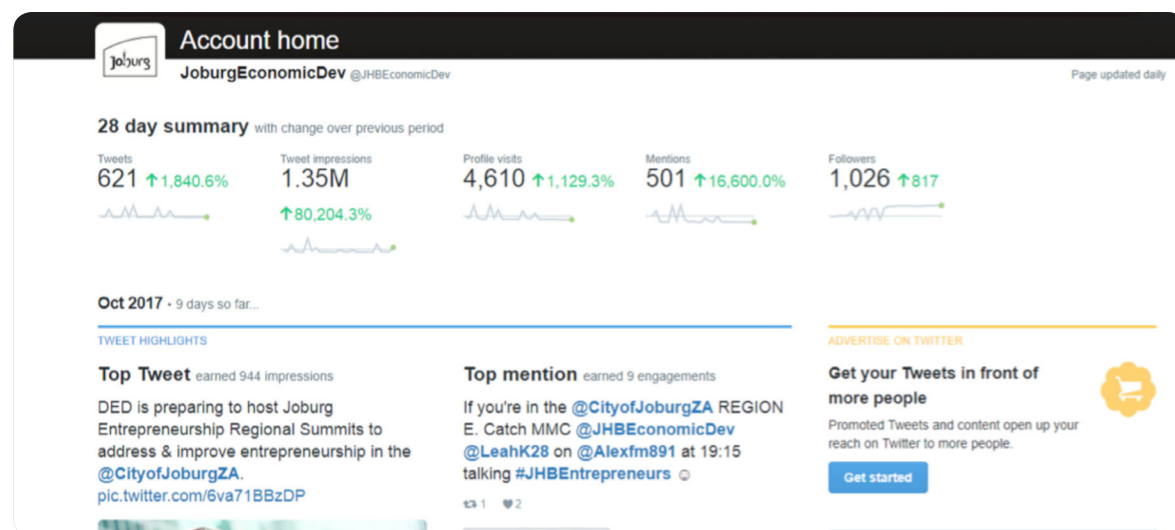 Joburg
Account home
JoburgEconomicDev @JHBEconomicDev
Page updated daily
28 day summary with change over previous period
Tweets
621 ↑1,840.6%
Tweet impressions
1.35M
↑80,204.3%
Profile visits
4,610 ↑1,129.3%
Mentions
501 ↑16,600.0%
Followers
1,026 ↑817
Oct 2017 • 9 days so far...
TWEET HIGHLIGHTS
Top Tweet earned 944 impressions
DED is preparing to host Joburg
Entrepreneurship Regional Summits to
address & improve entrepreneurship in the
@CityofJoburgZA.
pic.twitter.com/6va71BBzDP
Top mention earned 9 engagements
If you're in the @CityofJoburgZA REGION
E. Catch MMC @JHBEconomicDev
@LeahK28 on @Alexfm891 at 19:15
talking #JHBEntrepreneurs ☺
1 2
ADVERTISE ON TWITTER
Get your Tweets in front of
more people
Promoted Tweets and content open up your
reach on Twitter to more people.
Get started